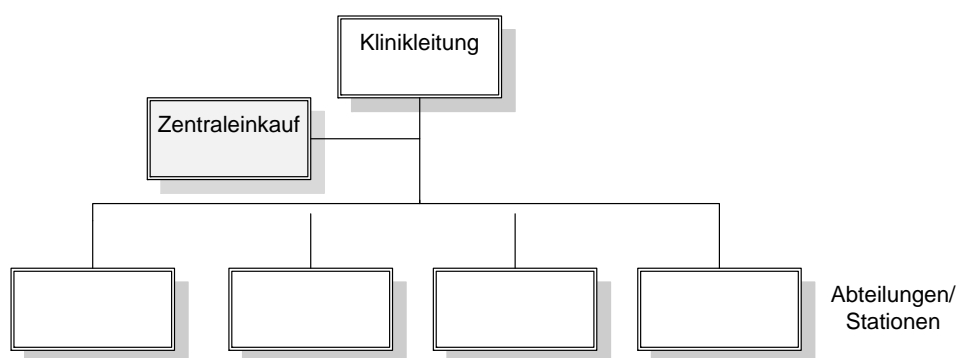 Klinikleitung
Zentraleinkauf
Abteilungen/
Stationen